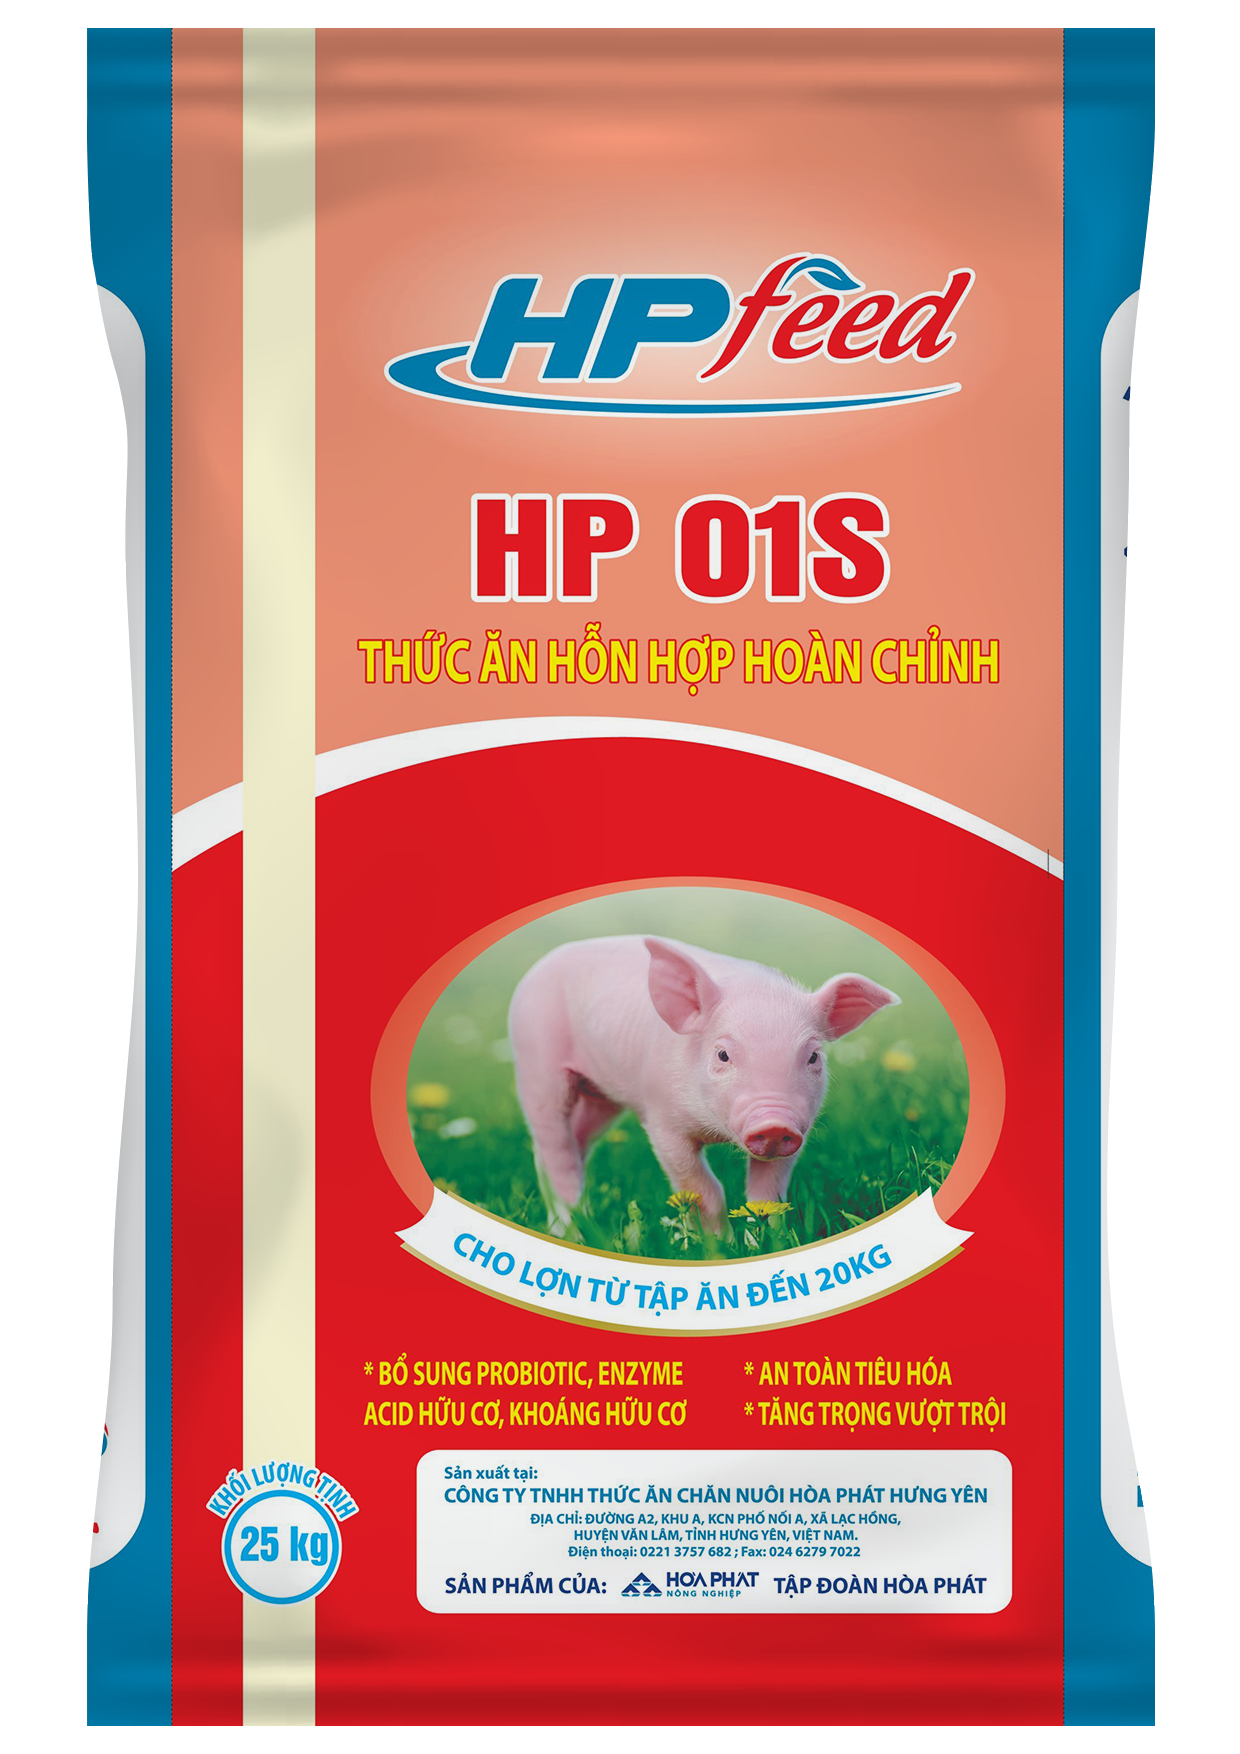 HPfeed
HP 01S
THỨC ĂN HỖN HỢP HOÀN CHỈNH
CHO LỢN TỪ TẬP ĂN ĐẾN 20KG
* BỔ SUNG PROBIOTIC, ENZYME
ACID HỮU CƠ, KHOÁNG HỮU CƠ
* AN TOÀN TIÊU HÓA
* TĂNG TRỌNG VƯỢT TRỘI
KHỐI LƯỢNG TỊNH
25 kg
Sản xuất tại:
CÔNG TY TNHH THỨC ĂN CHĂN NUÔI HÒA PHÁT HƯNG YÊN
ĐỊA CHỈ: ĐƯỜNG A2, KHU A, KCN PHỐ NỐI A, XÃ LẠC HỒNG,
HUYỆN VĂN LÂM, TỈNH HƯNG YÊN, VIỆT NAM.
Điện thoại: 0221 3757 682 ; Fax: 024 6279 7022
SẢN PHẨM CỦA: HÒA PHÁT NÔNG NGHIỆP TẬP ĐOÀN HÒA PHÁT